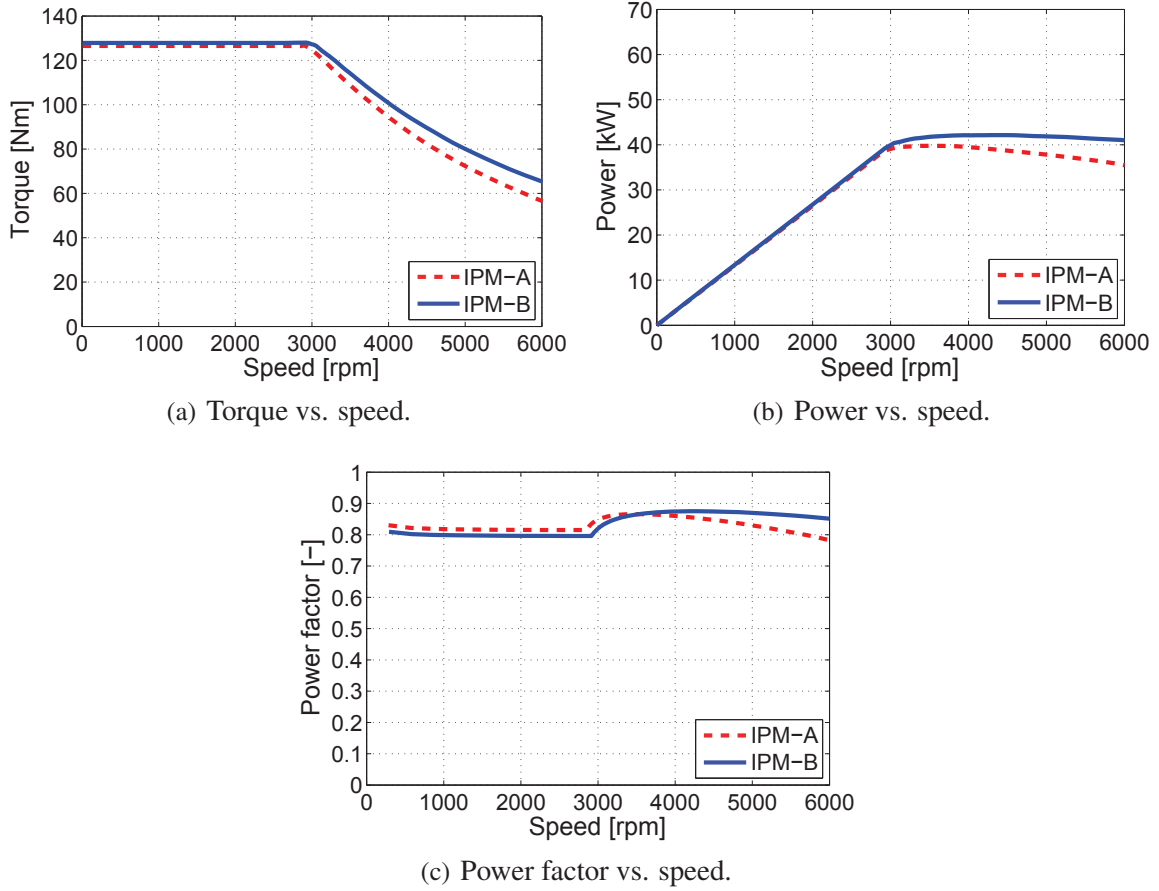 140
120
100
80
60
40
20
0
Torque [Nm]
0 1000 2000 3000 4000 5000 6000
Speed [rpm]
IPM−A
IPM−B
(a) Torque vs. speed.
70
60
50
40
30
20
10
0
Power [kW]
0 1000 2000 3000 4000 5000 6000
Speed [rpm]
IPM−A
IPM−B
(b) Power vs. speed.
1
0.9
0.8
0.7
0.6
0.5
0.4
0.3
0.2
0.1
0
Power factor [−]
0 1000 2000 3000 4000 5000 6000
Speed [rpm]
IPM−A
IPM−B
(c) Power factor vs. speed.